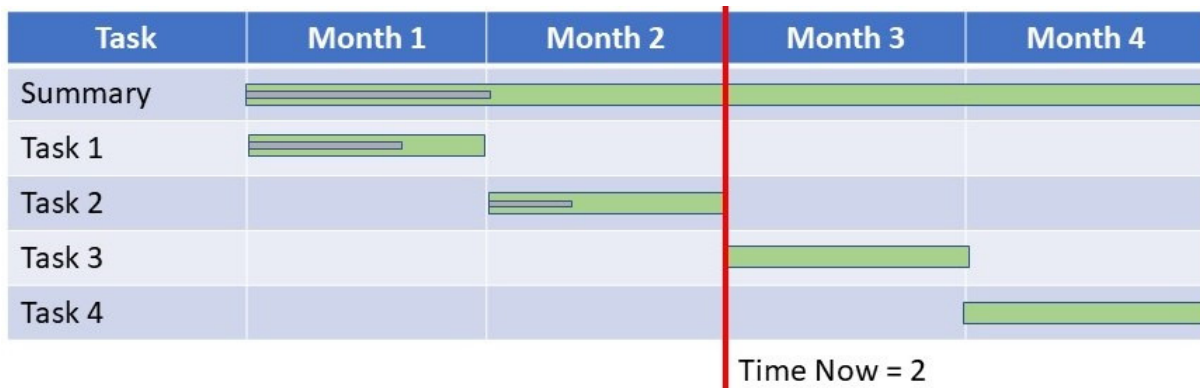 Task Month 1 Month 2 Month 3 Month 4
Summary
Task 1
Task 2
Task 3
Task 4
Time Now = 2